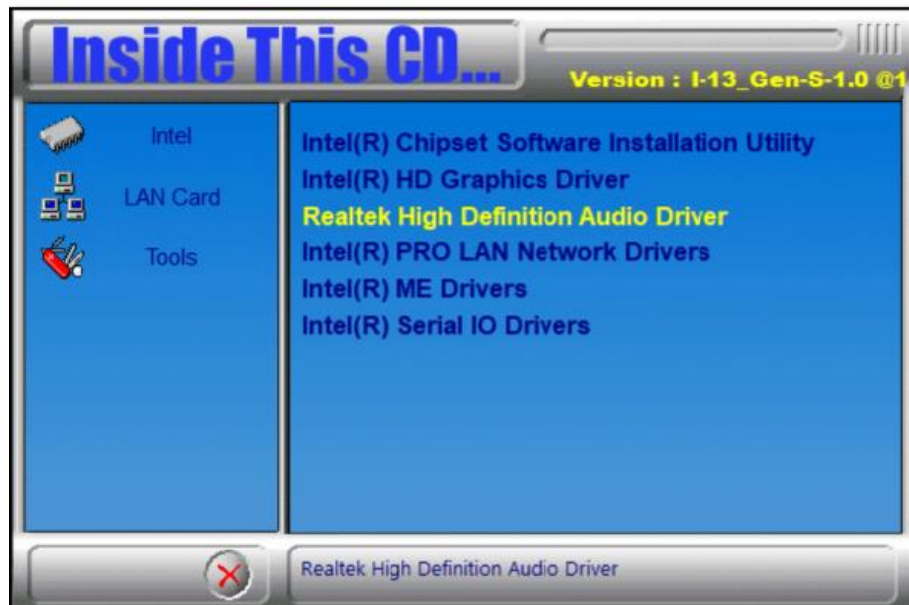 Inside This CD...
Version : I-13_Gen-S-1.0 @1
Intel
LAN Card
Tools
Intel(R) Chipset Software Installation Utility
Intel(R) HD Graphics Driver
Realtek High Definition Audio Driver
Intel(R) PRO LAN Network Drivers
Intel(R) ME Drivers
Intel(R) Serial IO Drivers
Realtek High Definition Audio Driver